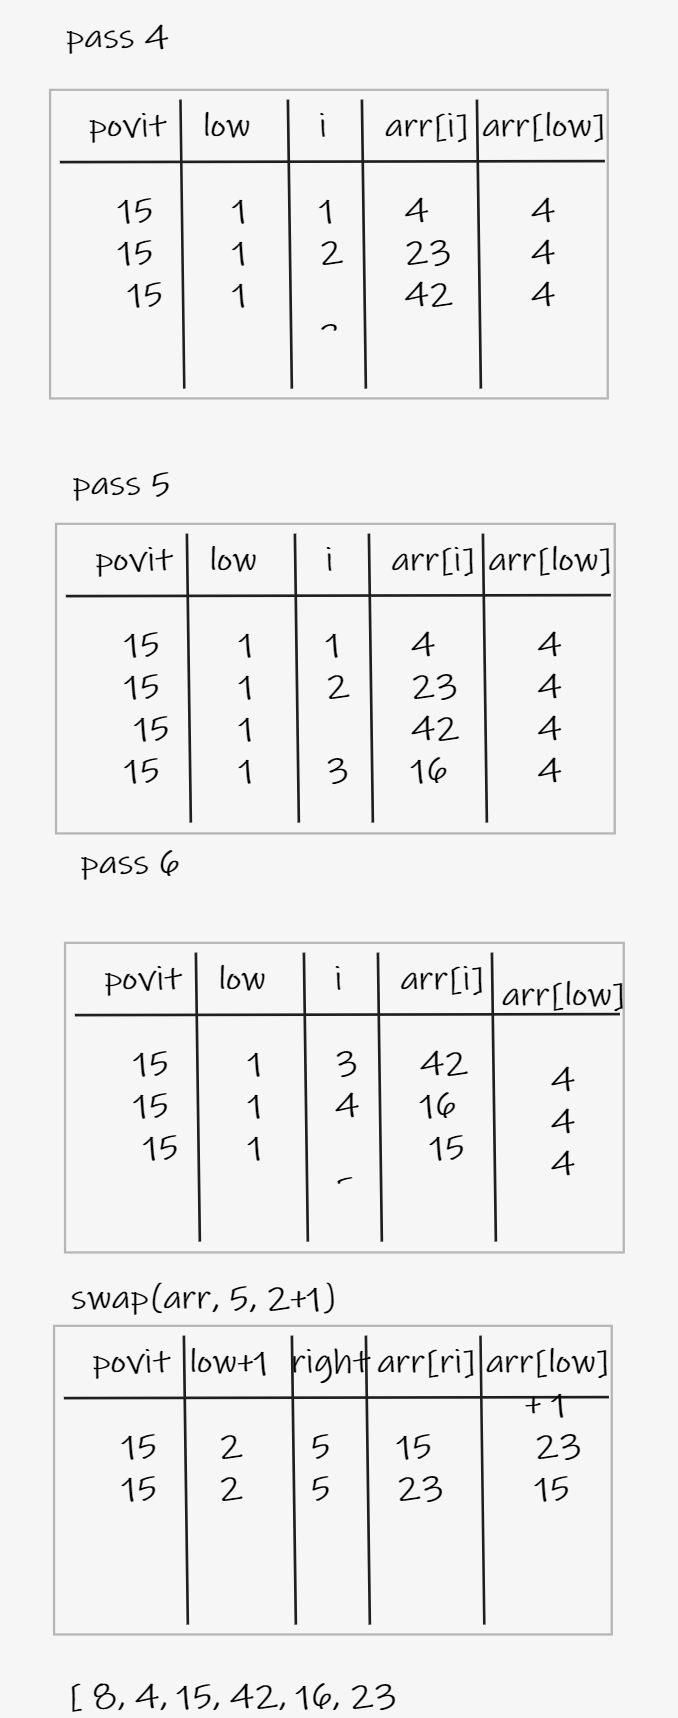 pass 4
povit low i arr[i] arr[low]
15 1 1 4 4
15 1 2 23 4
15 1 42 4
pass 5
povit low i arr[i] arr[low]
15 1 1 4 4
15 1 2 23 4
15 1 42 4
15 1 3 16 4
pass 6
povit low i arr[i] arr[low]
15 1 3 42 4
15 1 4 16 4
15 1 15 4
swap(arr, 5, 2+1)
povit low+1 right arr[ri] arr[low]
+1
15 2 5 15 23
15 2 5 23 15
[ 8, 4, 15, 42, 16, 23